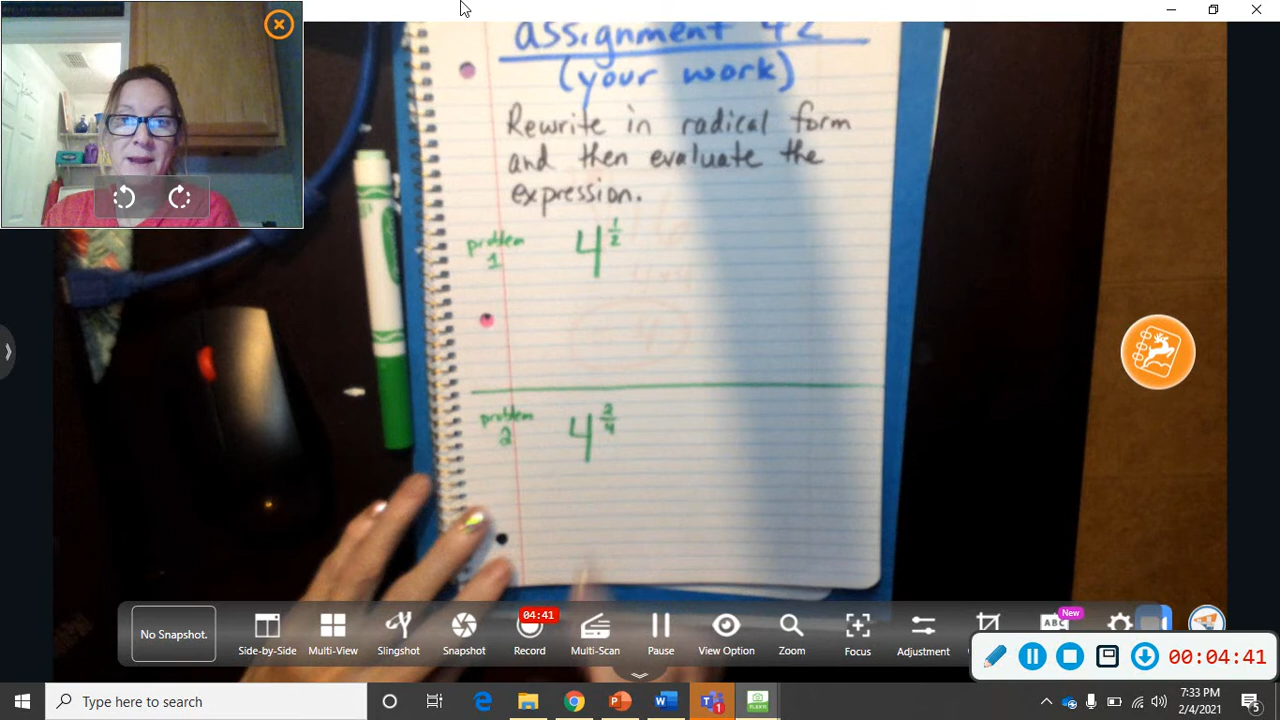 assignment 42
(your work)
Rewrite in radical form
and then evaluate the
expression.
problem
1
4^1/2
problem
2
4^2/4
No Snapshot.
Side-by-Side
Multi-View
Slingshot
Snapshot
04:41
Record
Multi-Scan
Pause
View Option
Zoom
Focus
Adjustment
New
ABC
00:04:41
Type here to search
1
7:33 PM
2/4/2021
5